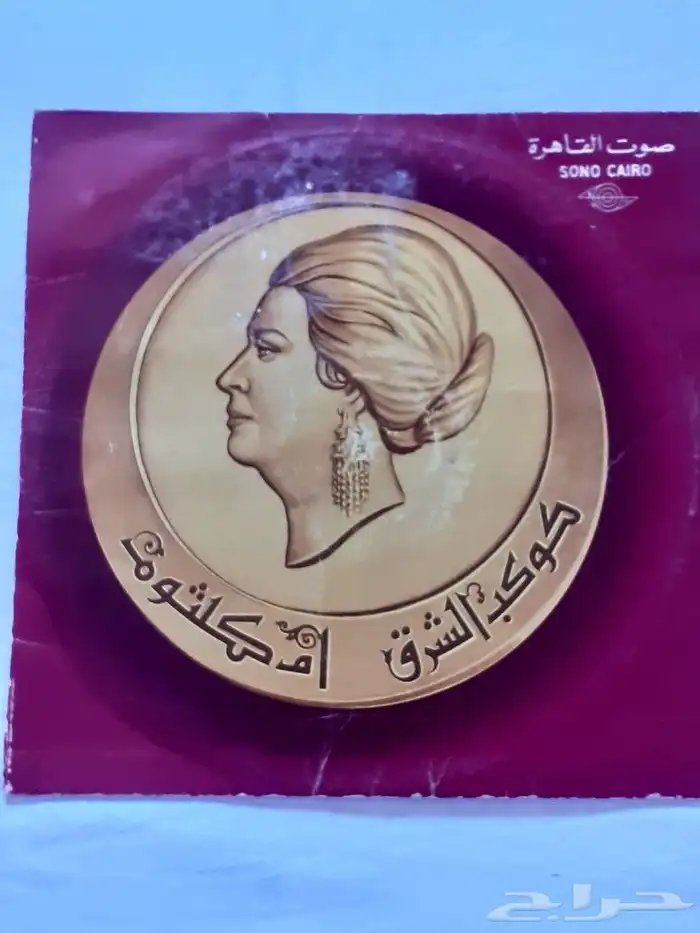 صوت القاهرة
SONO CAIRO
كوكب الشرق أم كلثوم
حراج